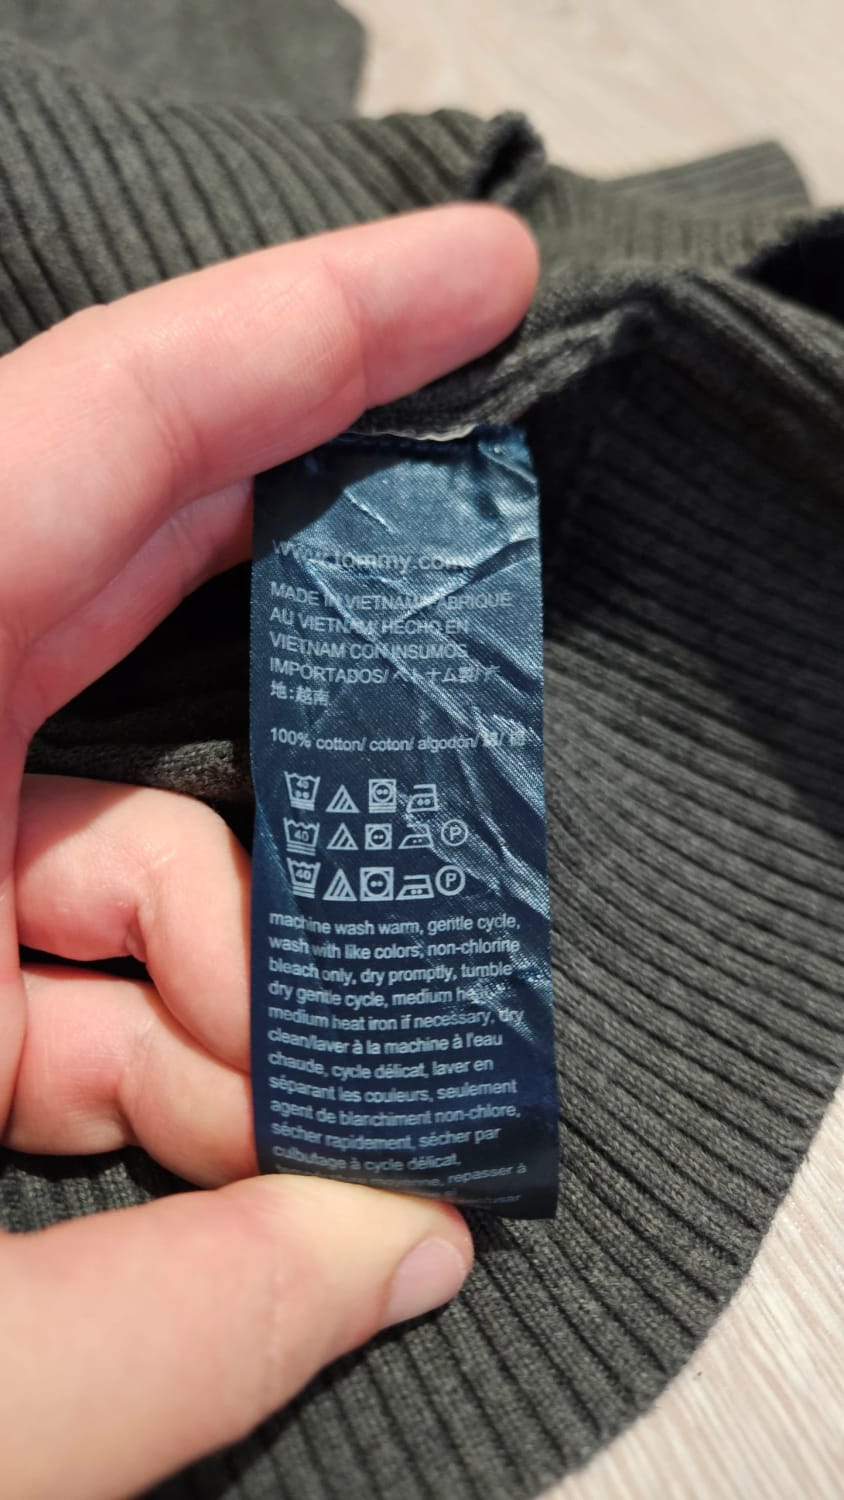 www.tommy.com
MADE IN VIETNAM/ FABRIQUÉ
AU VIETNAM/ HECHO EN
VIETNAM CON INSUMOS
IMPORTADOS/ ベトナム製/ 产
地:越南
100% cotton/ coton/ algodón/ 綿/ 棉
40
40 P
40 P
machine wash warm, gentle cycle,
wash with like colors, non-chlorine
bleach only, dry promptly, tumble
dry gentle cycle, medium heat,
medium heat iron if necessary, dry
clean/laver à la machine à l'eau
chaude, cycle délicat, laver en
séparant les couleurs, seulement
agent de blanchiment non-chlore,
sécher rapidement, sécher par
culbutage à cycle délicat,
repasser à